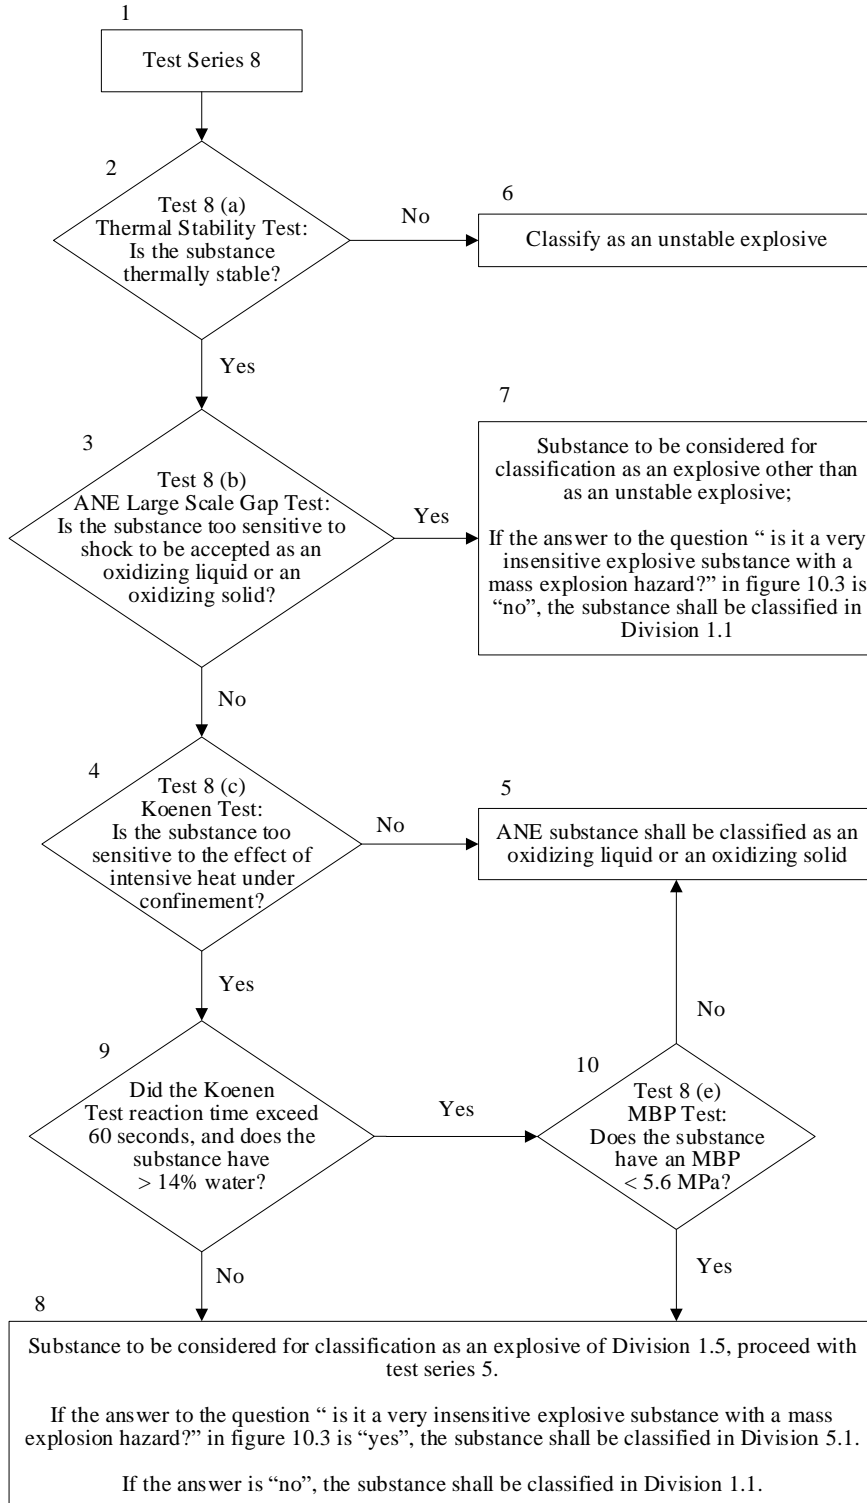 1
Test Series 8
2
Test 8 (a)
Thermal Stability Test:
Is the substance
thermally stable?
No
6
Classify as an unstable explosive
Yes
3
Test 8 (b)
ANE Large Scale Gap Test:
Is the substance too sensitive to
shock to be accepted as an
oxidizing liquid or an
oxidizing solid?
Yes
7
Substance to be considered for
classification as an explosive other than
as an unstable explosive;
If the answer to the question “ is it a very
insensitive explosive substance with a
mass explosion hazard?” in figure 10.3 is
“no”, the substance shall be classified in
Division 1.1
No
4
Test 8 (c)
Koenen Test:
Is the substance too
sensitive to the effect of
intensive heat under
confinement?
No
5
ANE substance shall be classified as an
oxidizing liquid or an oxidizing solid
Yes
No
9
Did the Koenen
Test reaction time exceed
60 seconds, and does the
substance have
> 14% water?
Yes
10
Test 8 (e)
MBP Test:
Does the substance
have an MBP
< 5.6 MPa?
No
Yes
8
Substance to be considered for classification as an explosive of Division 1.5, proceed with
test series 5.
If the answer to the question “ is it a very insensitive explosive substance with a mass
explosion hazard?” in figure 10.3 is “yes”, the substance shall be classified in Division 5.1.
If the answer is “no”, the substance shall be classified in Division 1.1.